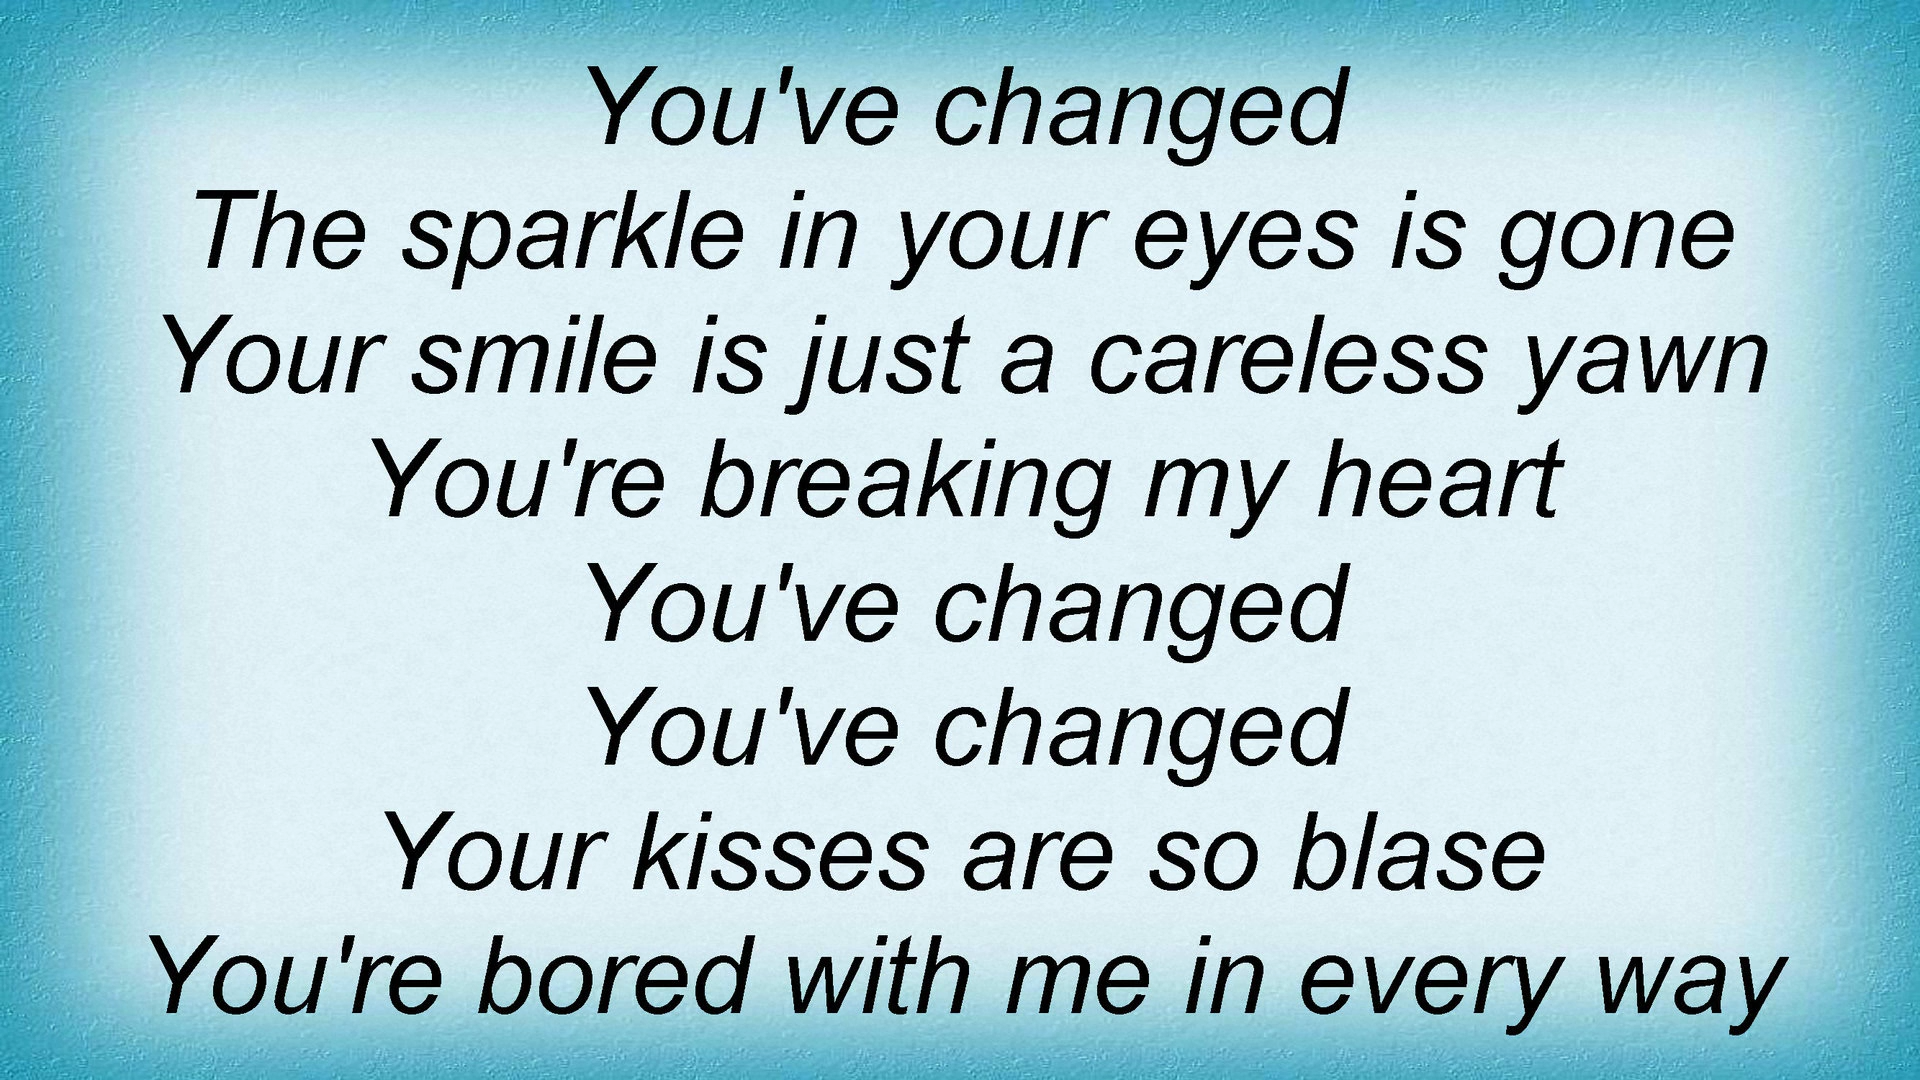 You've changed
The sparkle in your eyes is gone
Your smile is just a careless yawn
You're breaking my heart
You've changed
You've changed
Your kisses are so blase
You're bored with me in every way